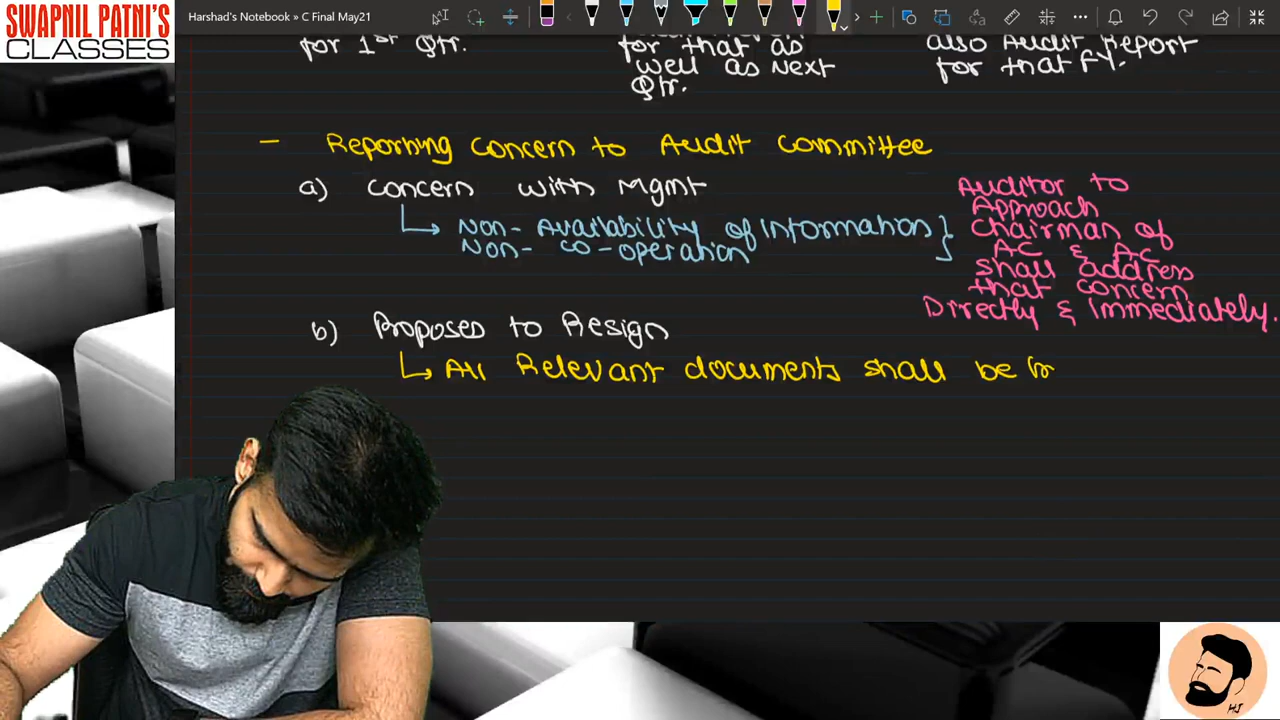 SWAPNIL PATNI'S
CLASSES
Harshad's Notebook » C Final May21
for 1st Qtr.
for that as
well as Next
Qtr.
also Audit Report
for that FY.
- Reporting Concern to Audit Committee
a) Concern with Mgmt
Non-Availability of Information
Non-co-operation
Auditor to
Approach
Chairman of
AC & AC
shall address
that concern
Directly & Immediately.
b) Proposed to Resign
All Relevant documents shall be
HJ